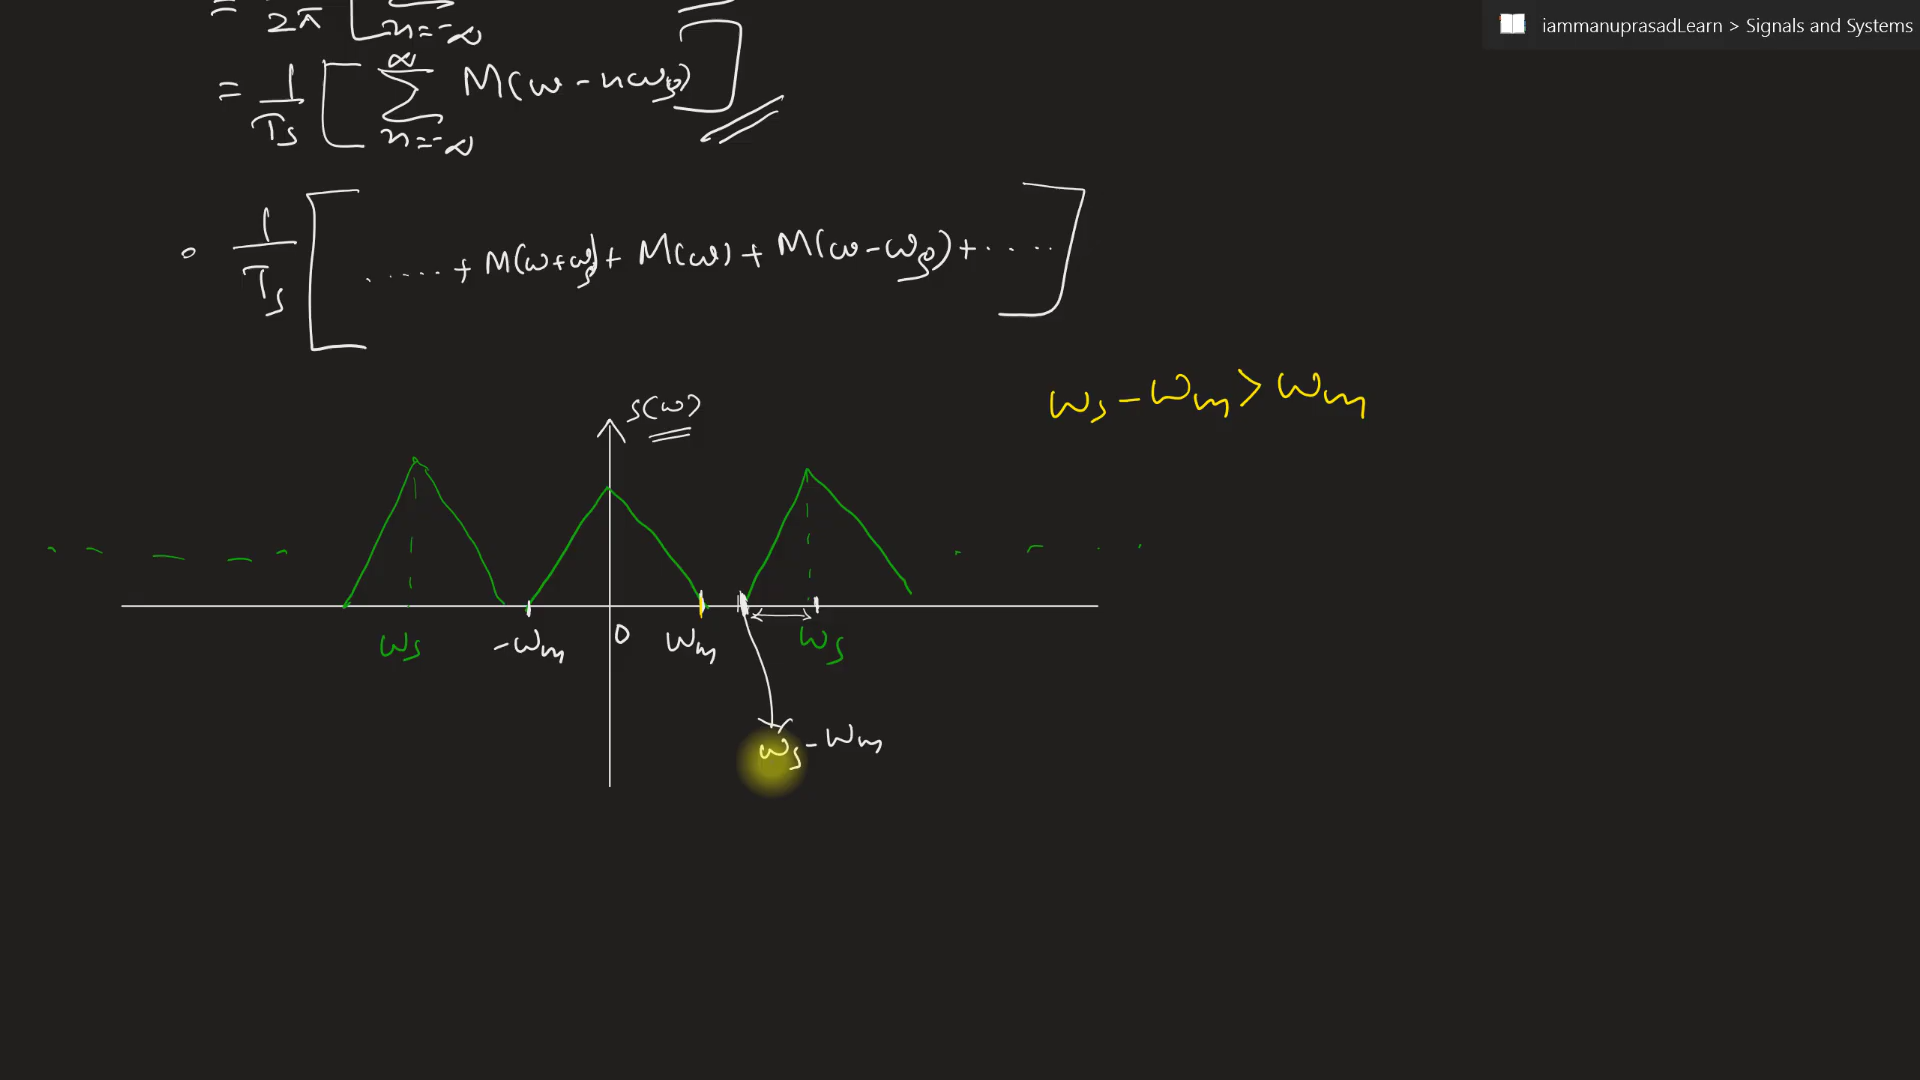 iammanuprasadLearn > Signals and Systems
= 1/2π [ n=-∞
= 1/Ts [ ∞ Σ n=-∞ M(ω - nωs) ]
1/Ts [ ..... + M(ω+ωs) + M(ω) + M(ω-ωs) + ..... ]
ωs - ωm > ωm
S(ω)
ωs -ωm 0 ωm ωs
ωs - ωm